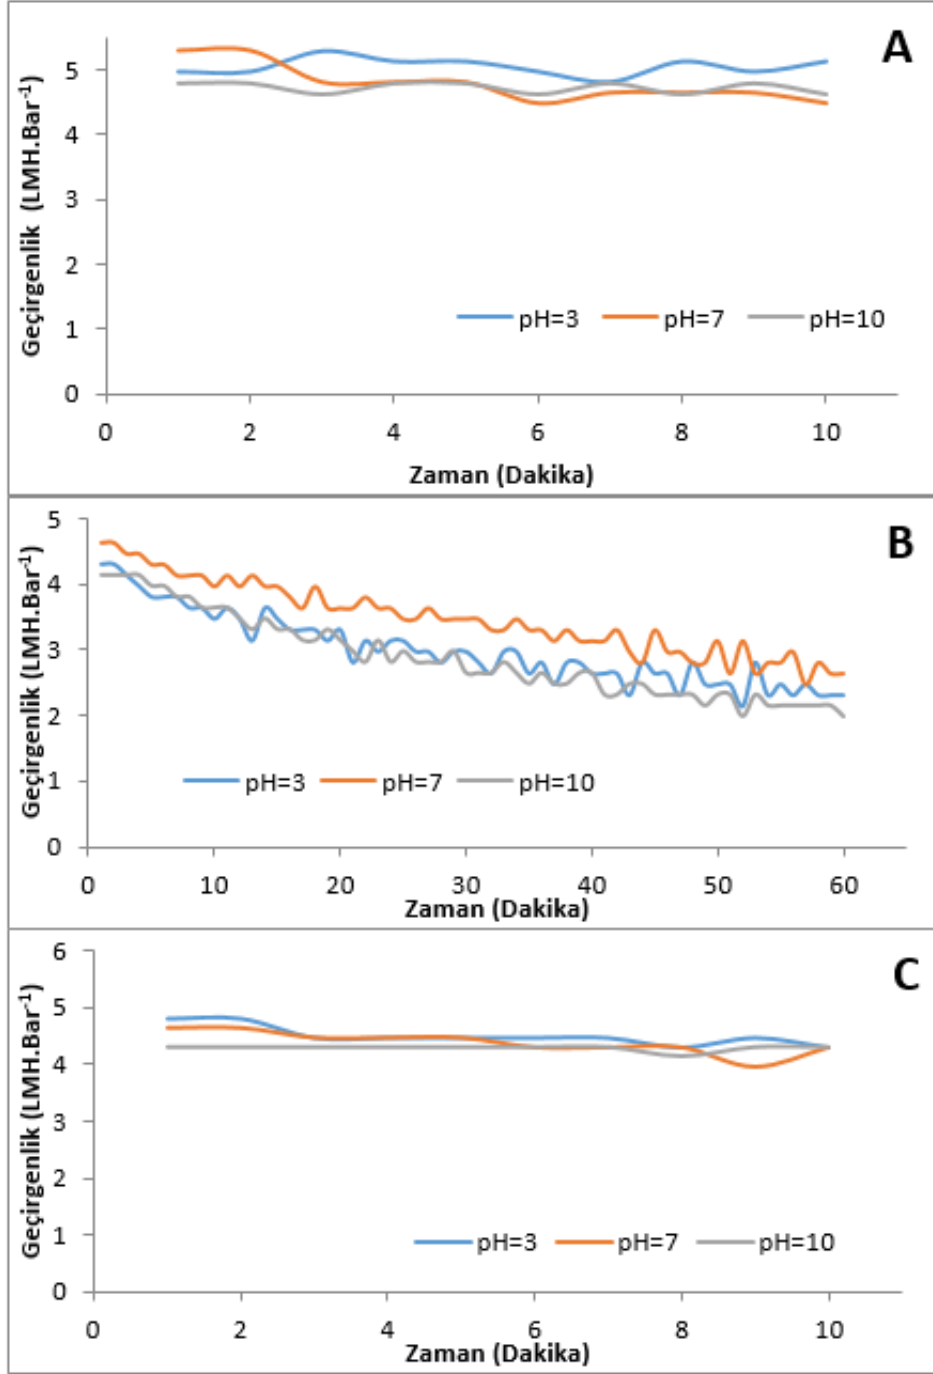 A
Geçirgenlik (LMH.Bar-1)
5
4
3
2
1
0
pH=3 pH=7 pH=10
0 2 4 6 8 10
Zaman (Dakika)
B
Geçirgenlik (LMH.Bar-1)
5
4
3
2
1
0
pH=3 pH=7 pH=10
0 10 20 30 40 50 60
Zaman (Dakika)
C
Geçirgenlik (LMH.Bar-1)
6
5
4
3
2
1
0
pH=3 pH=7 pH=10
0 2 4 6 8 10
Zaman (Dakika)